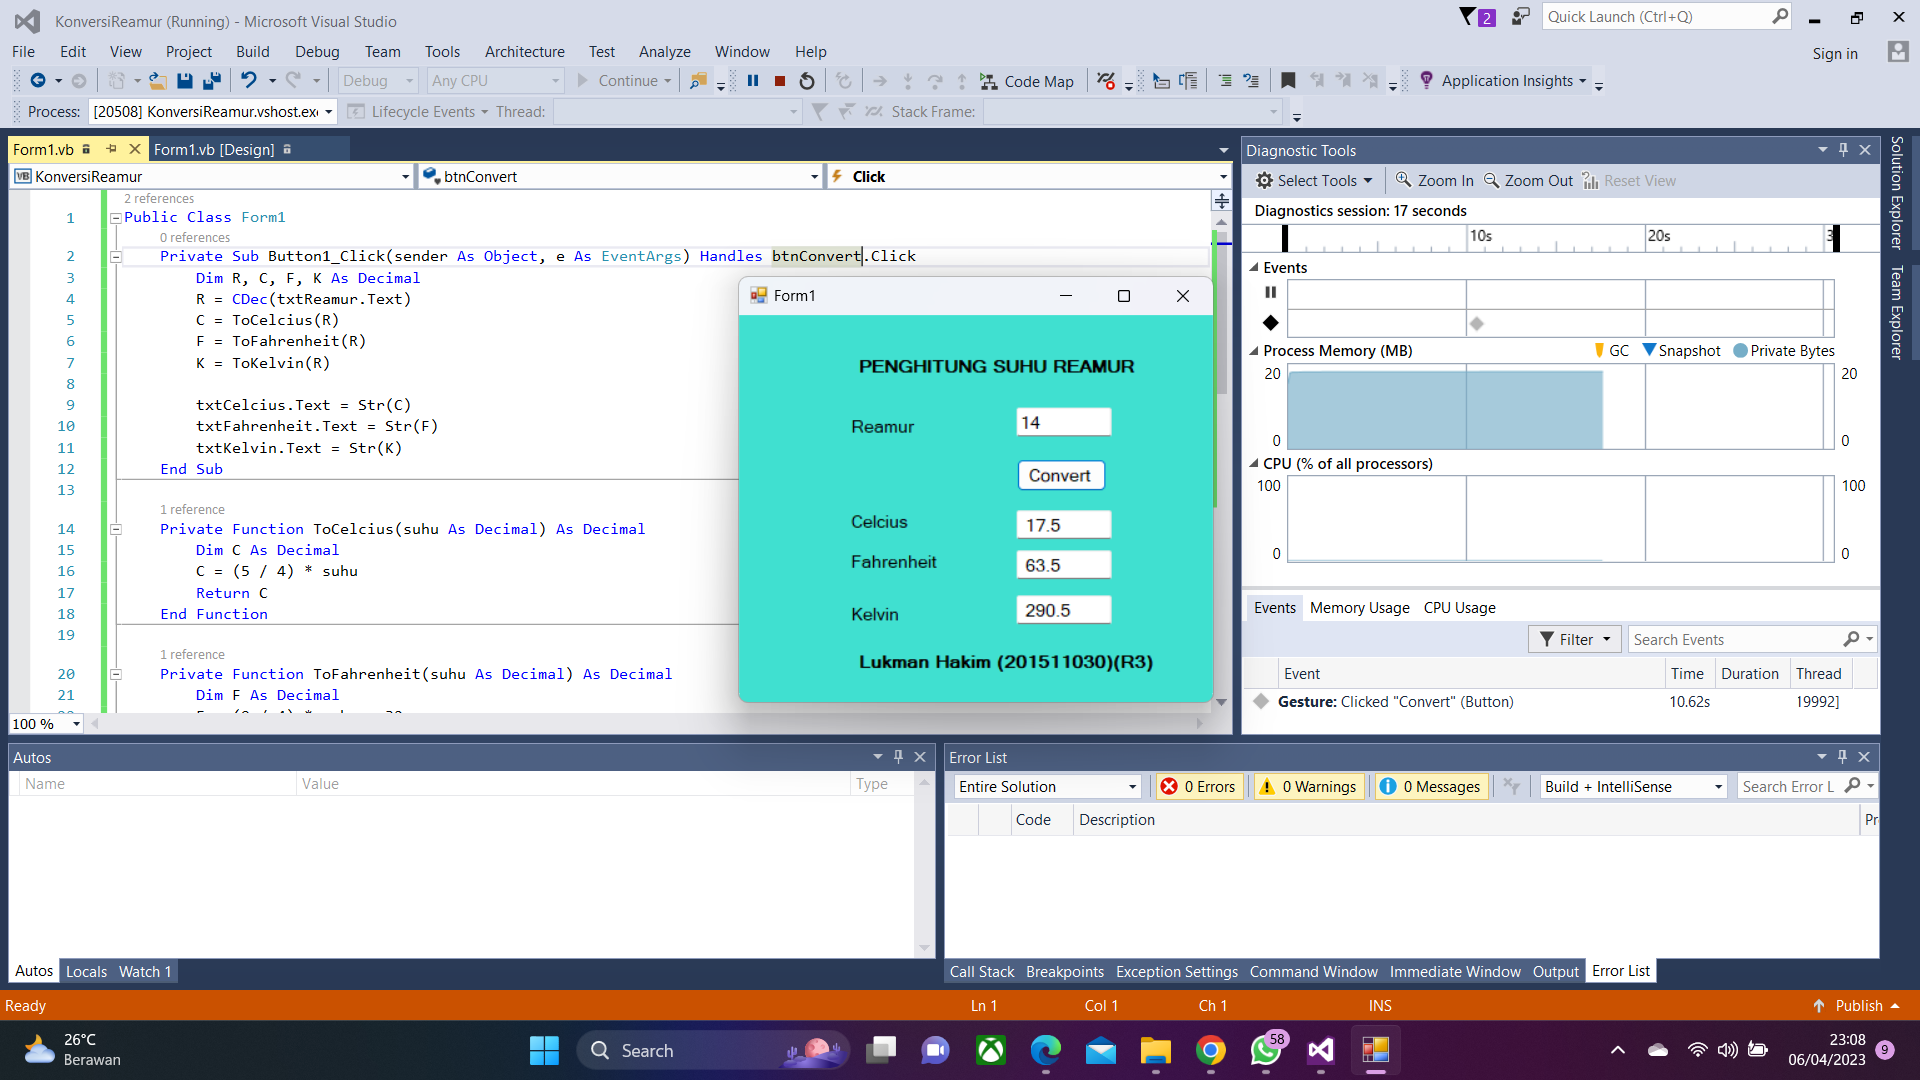 KonversiReamur (Running) - Microsoft Visual Studio
2
Quick Launch (Ctrl+Q)
File Edit View Project Build Debug Team Tools Architecture Test Analyze Window Help
Sign in
Debug Any CPU Continue Code Map Application Insights
Process: [20508] KonversiReamur.vshost.exe Lifecycle Events Thread: Stack Frame:
Form1.vb Form1.vb [Design]
KonversiReamur btnConvert Click
2 references
1 Public Class Form1
0 references
2 Private Sub Button1_Click(sender As Object, e As EventArgs) Handles btnConvert.Click
3 Dim R, C, F, K As Decimal
4 R = CDec(txtReamur.Text)
5 C = ToCelcius(R)
6 F = ToFahrenheit(R)
7 K = ToKelvin(R)
8
9 txtCelcius.Text = Str(C)
10 txtFahrenheit.Text = Str(F)
11 txtKelvin.Text = Str(K)
12 End Sub
13
1 reference
14 Private Function ToCelcius(suhu As Decimal) As Decimal
15 Dim C As Decimal
16 C = (5 / 4) * suhu
17 Return C
18 End Function
19
1 reference
20 Private Function ToFahrenheit(suhu As Decimal) As Decimal
21 Dim F As Decimal
100 %
Form1
PENGHITUNG SUHU REAMUR
Reamur 14
Convert
Celcius 17.5
Fahrenheit 63.5
Kelvin 290.5
Lukman Hakim (201511030)(R3)
Diagnostic Tools
Select Tools Zoom In Zoom Out Reset View
Diagnostics session: 17 seconds
10s 20s 3
Events
Process Memory (MB) GC Snapshot Private Bytes
20 20
0 0
CPU (% of all processors)
100 100
0 0
Events Memory Usage CPU Usage
Filter Search Events
Event Time Duration Thread
Gesture: Clicked "Convert" (Button) 10.62s 19992]
Solution Explorer
Team Explorer
Autos
Name Value Type
Autos Locals Watch 1
Error List
Entire Solution 0 Errors 0 Warnings 0 Messages Build + IntelliSense Search Error L
Code Description Pr
Call Stack Breakpoints Exception Settings Command Window Immediate Window Output Error List
Ready Ln 1 Col 1 Ch 1 INS Publish
26°C
Berawan
Search
58
23:08
06/04/2023
9